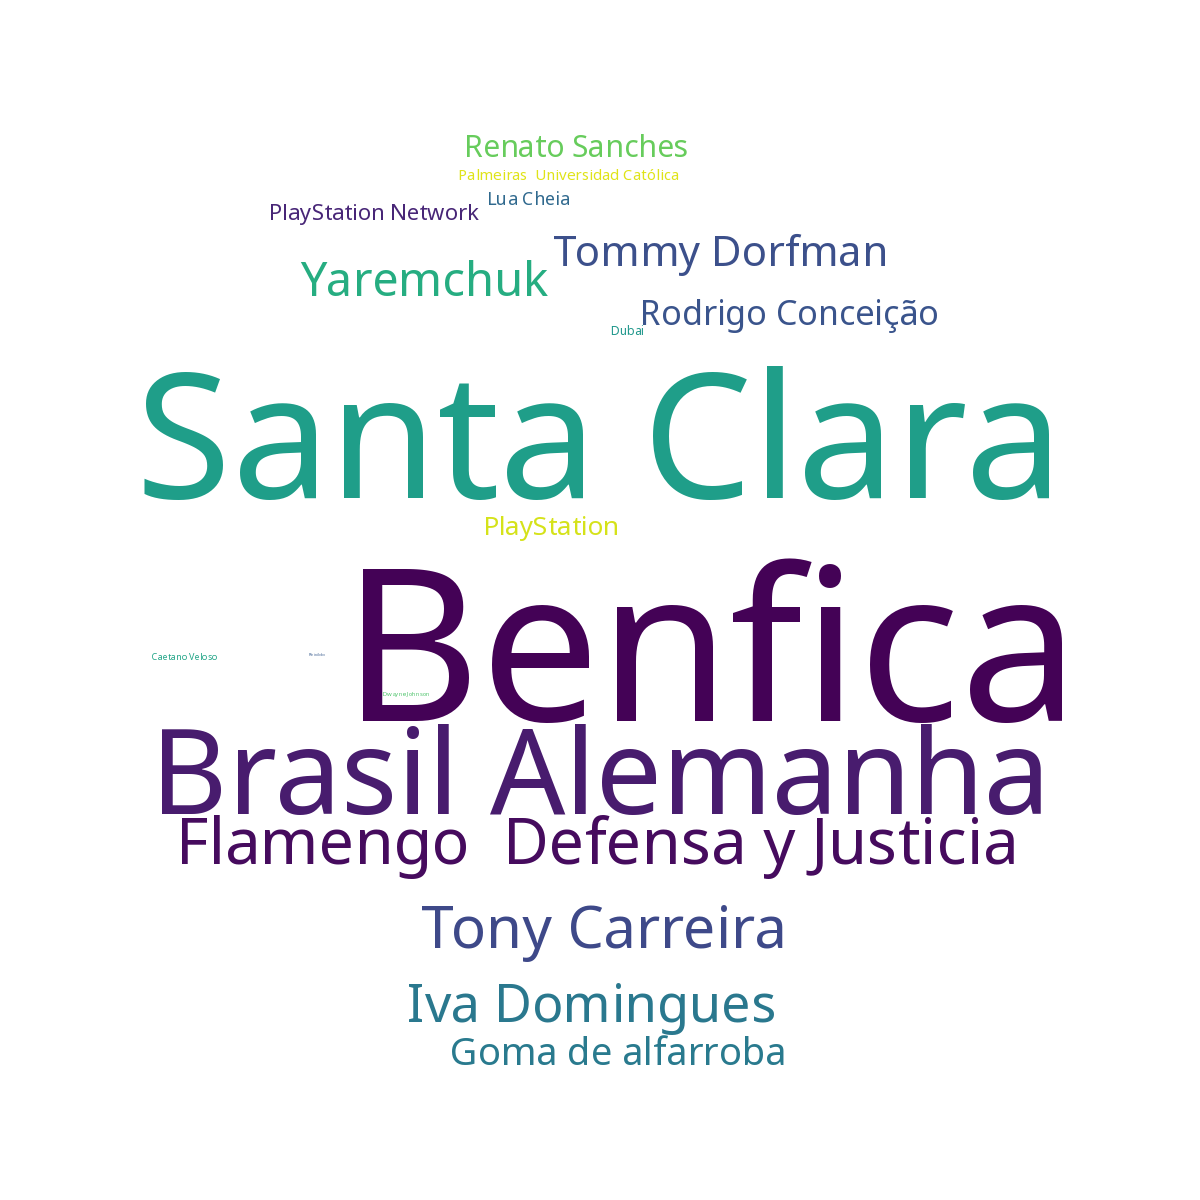 Renato Sanches
Palmeiras  Universidad Católica
Lua Cheia
PlayStation Network
Tommy Dorfman
Yaremchuk
Rodrigo Conceição
Dubai
Santa Clara
PlayStation
Benfica
Caetano Veloso
Dwayne Johnson
Brasil Alemanha
Flamengo  Defensa y Justicia
Tony Carreira
Iva Domingues
Goma de alfarroba